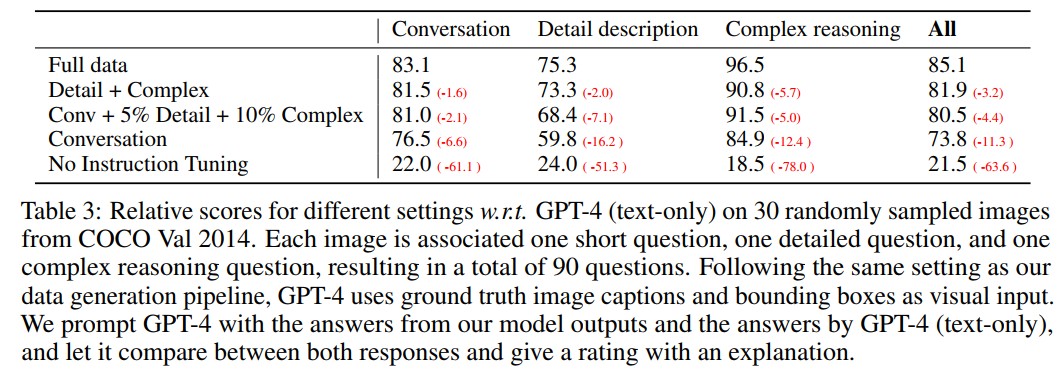 Conversation Detail description Complex reasoning All
Full data 83.1 75.3 96.5 85.1
Detail + Complex 81.5 (-1.6) 73.3 (-2.0) 90.8 (-5.7) 81.9 (-3.2)
Conv + 5% Detail + 10% Complex 81.0 (-2.1) 68.4 (-7.1) 91.5 (-5.0) 80.5 (-4.4)
Conversation 76.5 (-6.6) 59.8 (-16.2 ) 84.9 (-12.4 ) 73.8 (-11.3 )
No Instruction Tuning 22.0 ( -61.1 ) 24.0 ( -51.3 ) 18.5 ( -78.0 ) 21.5 ( -63.6 )
Table 3: Relative scores for different settings w.r.t. GPT-4 (text-only) on 30 randomly sampled images
from COCO Val 2014. Each image is associated one short question, one detailed question, and one
complex reasoning question, resulting in a total of 90 questions. Following the same setting as our
data generation pipeline, GPT-4 uses ground truth image captions and bounding boxes as visual input.
We prompt GPT-4 with the answers from our model outputs and the answers by GPT-4 (text-only),
and let it compare between both responses and give a rating with an explanation.